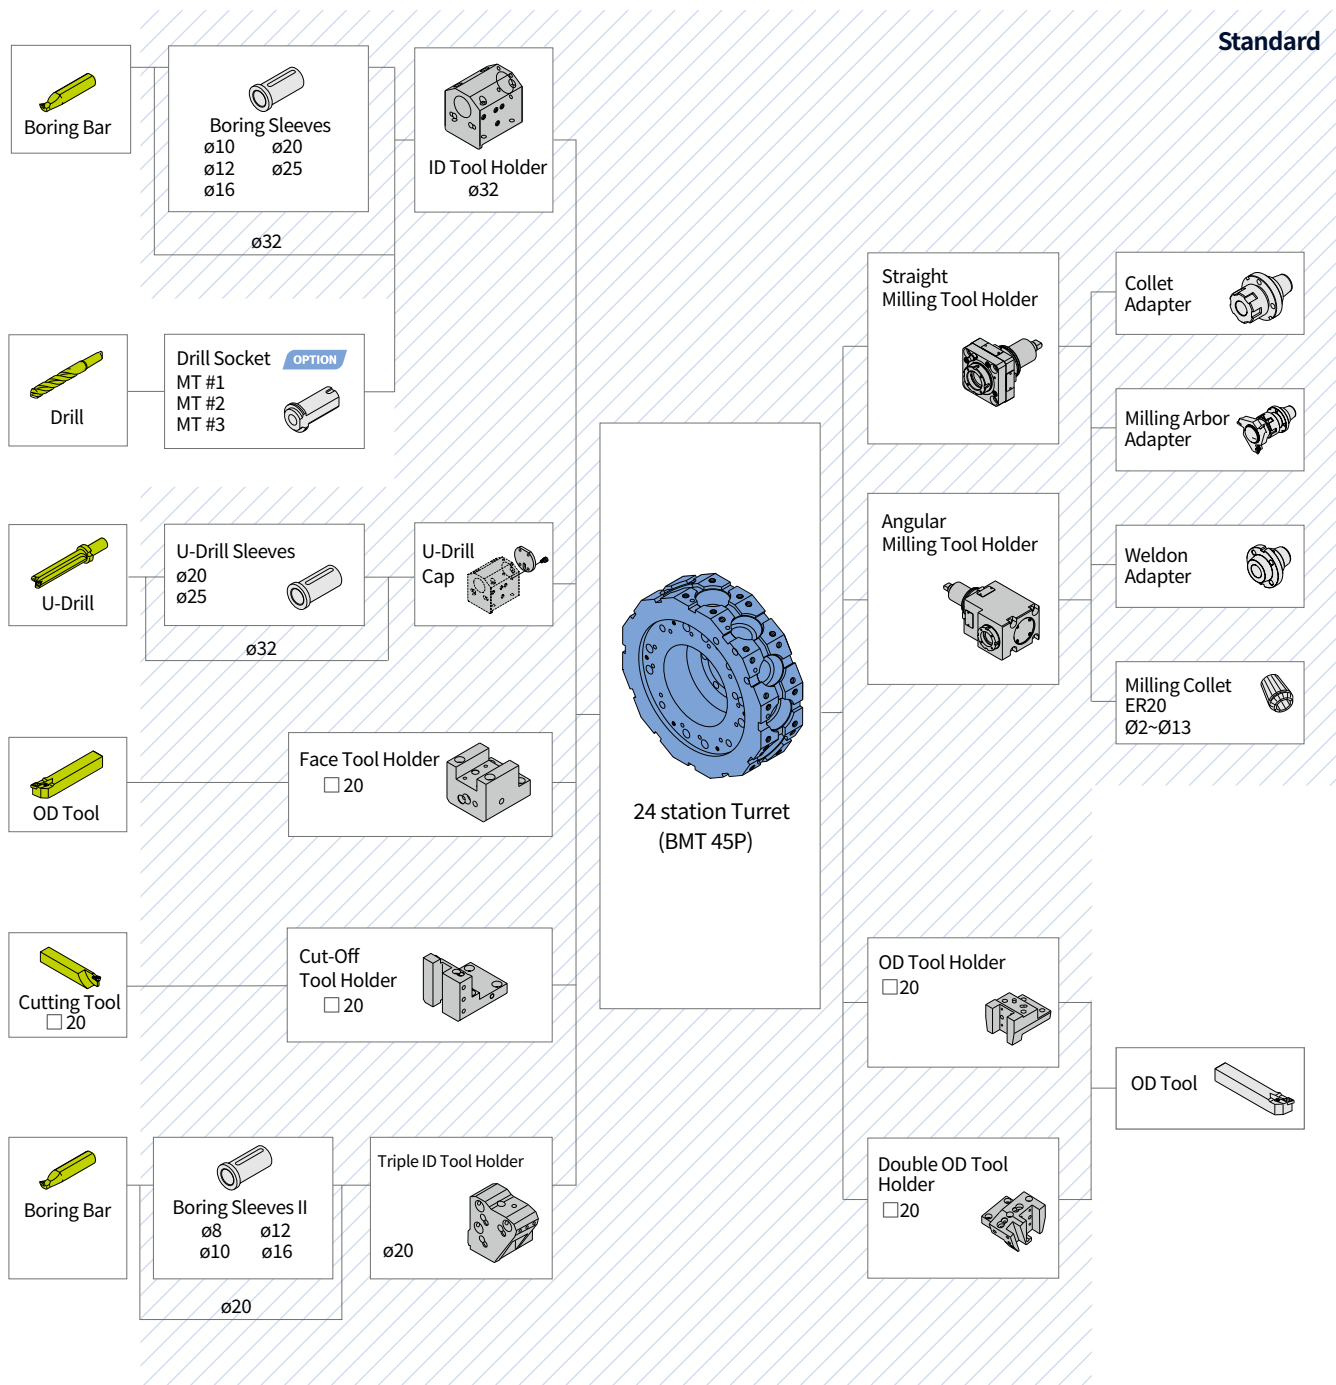 Standard
Boring Bar
Boring Sleeves
ø10 ø20
ø12 ø25
ø16
ø32
ID Tool Holder
ø32
Drill
Drill Socket OPTION
MT #1
MT #2
MT #3
U-Drill
U-Drill Sleeves
ø20
ø25
ø32
U-Drill
Cap
OD Tool
Face Tool Holder
□ 20
Cutting Tool
□ 20
Cut-Off
Tool Holder
□ 20
Boring Bar
Boring Sleeves II
ø8 ø12
ø10 ø16
ø20
Triple ID Tool Holder
ø20
24 station Turret
(BMT 45P)
Straight
Milling Tool Holder
Angular
Milling Tool Holder
Collet
Adapter
Milling Arbor
Adapter
Weldon
Adapter
Milling Collet
ER20
Ø2~Ø13
OD Tool Holder
□20
Double OD Tool
Holder
□20
OD Tool